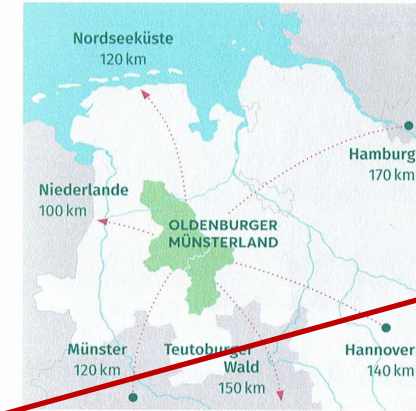 Nordseeküste
120 km
Hamburg
170 km
Niederlande
100 km
OLDENBURGER
MÜNSTERLAND
Münster
120 km
Teutoburger
Wald
150 km
Hannover
140 km